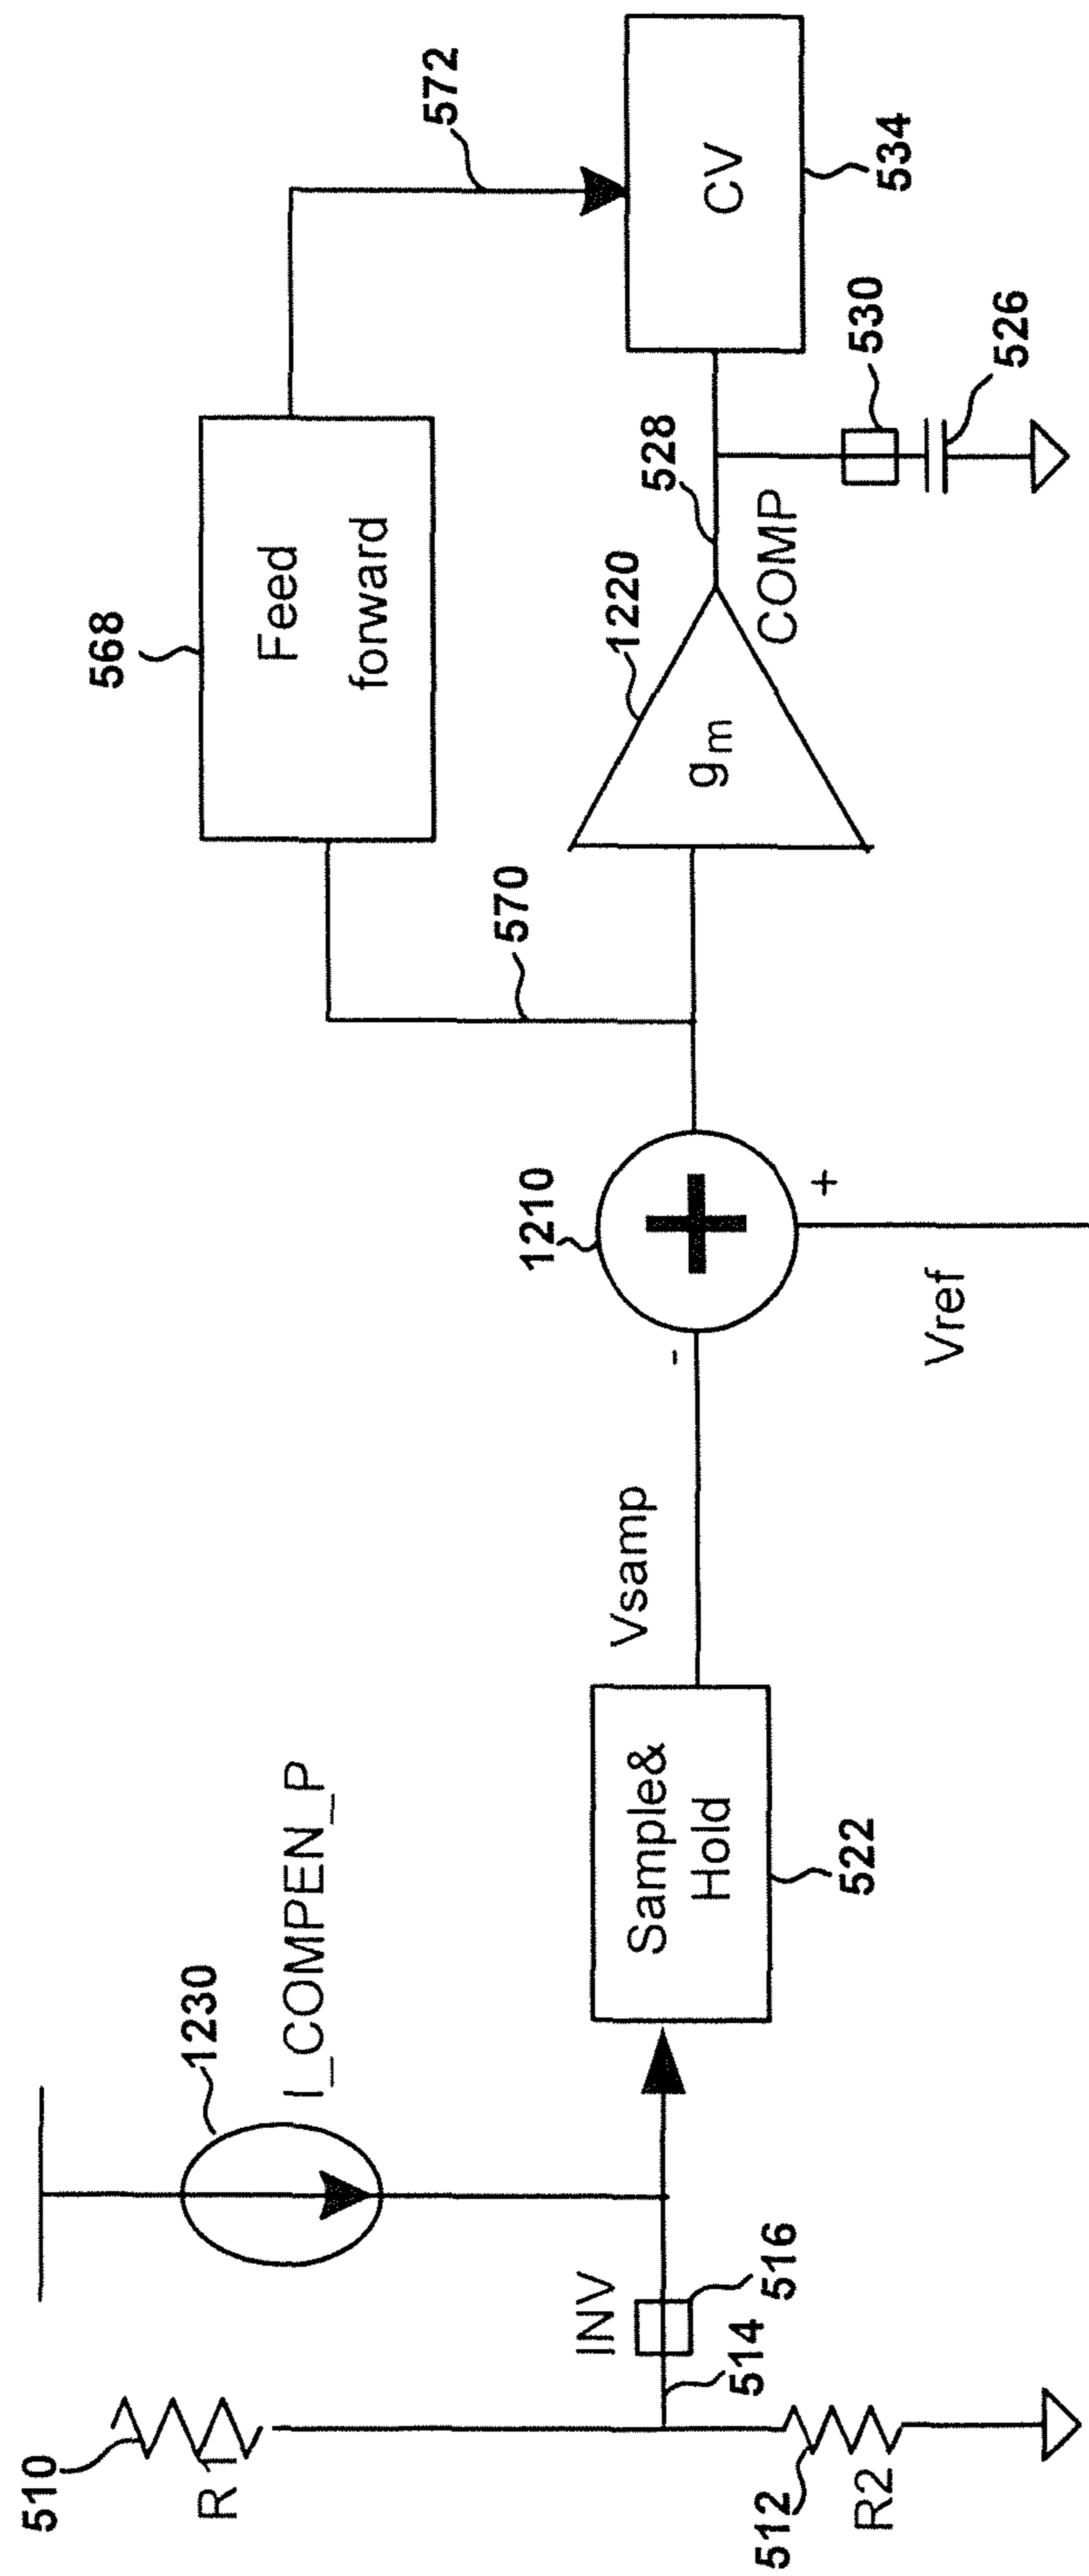 510
R1
512
R2
514
INV
516
1230
I_COMPEN_P
Sample&
Hold
522
Vsamp
-
1210
+
+
Vref
570
568
Feed
forward
1220
gm
528
COMP
572
CV
534
530
526